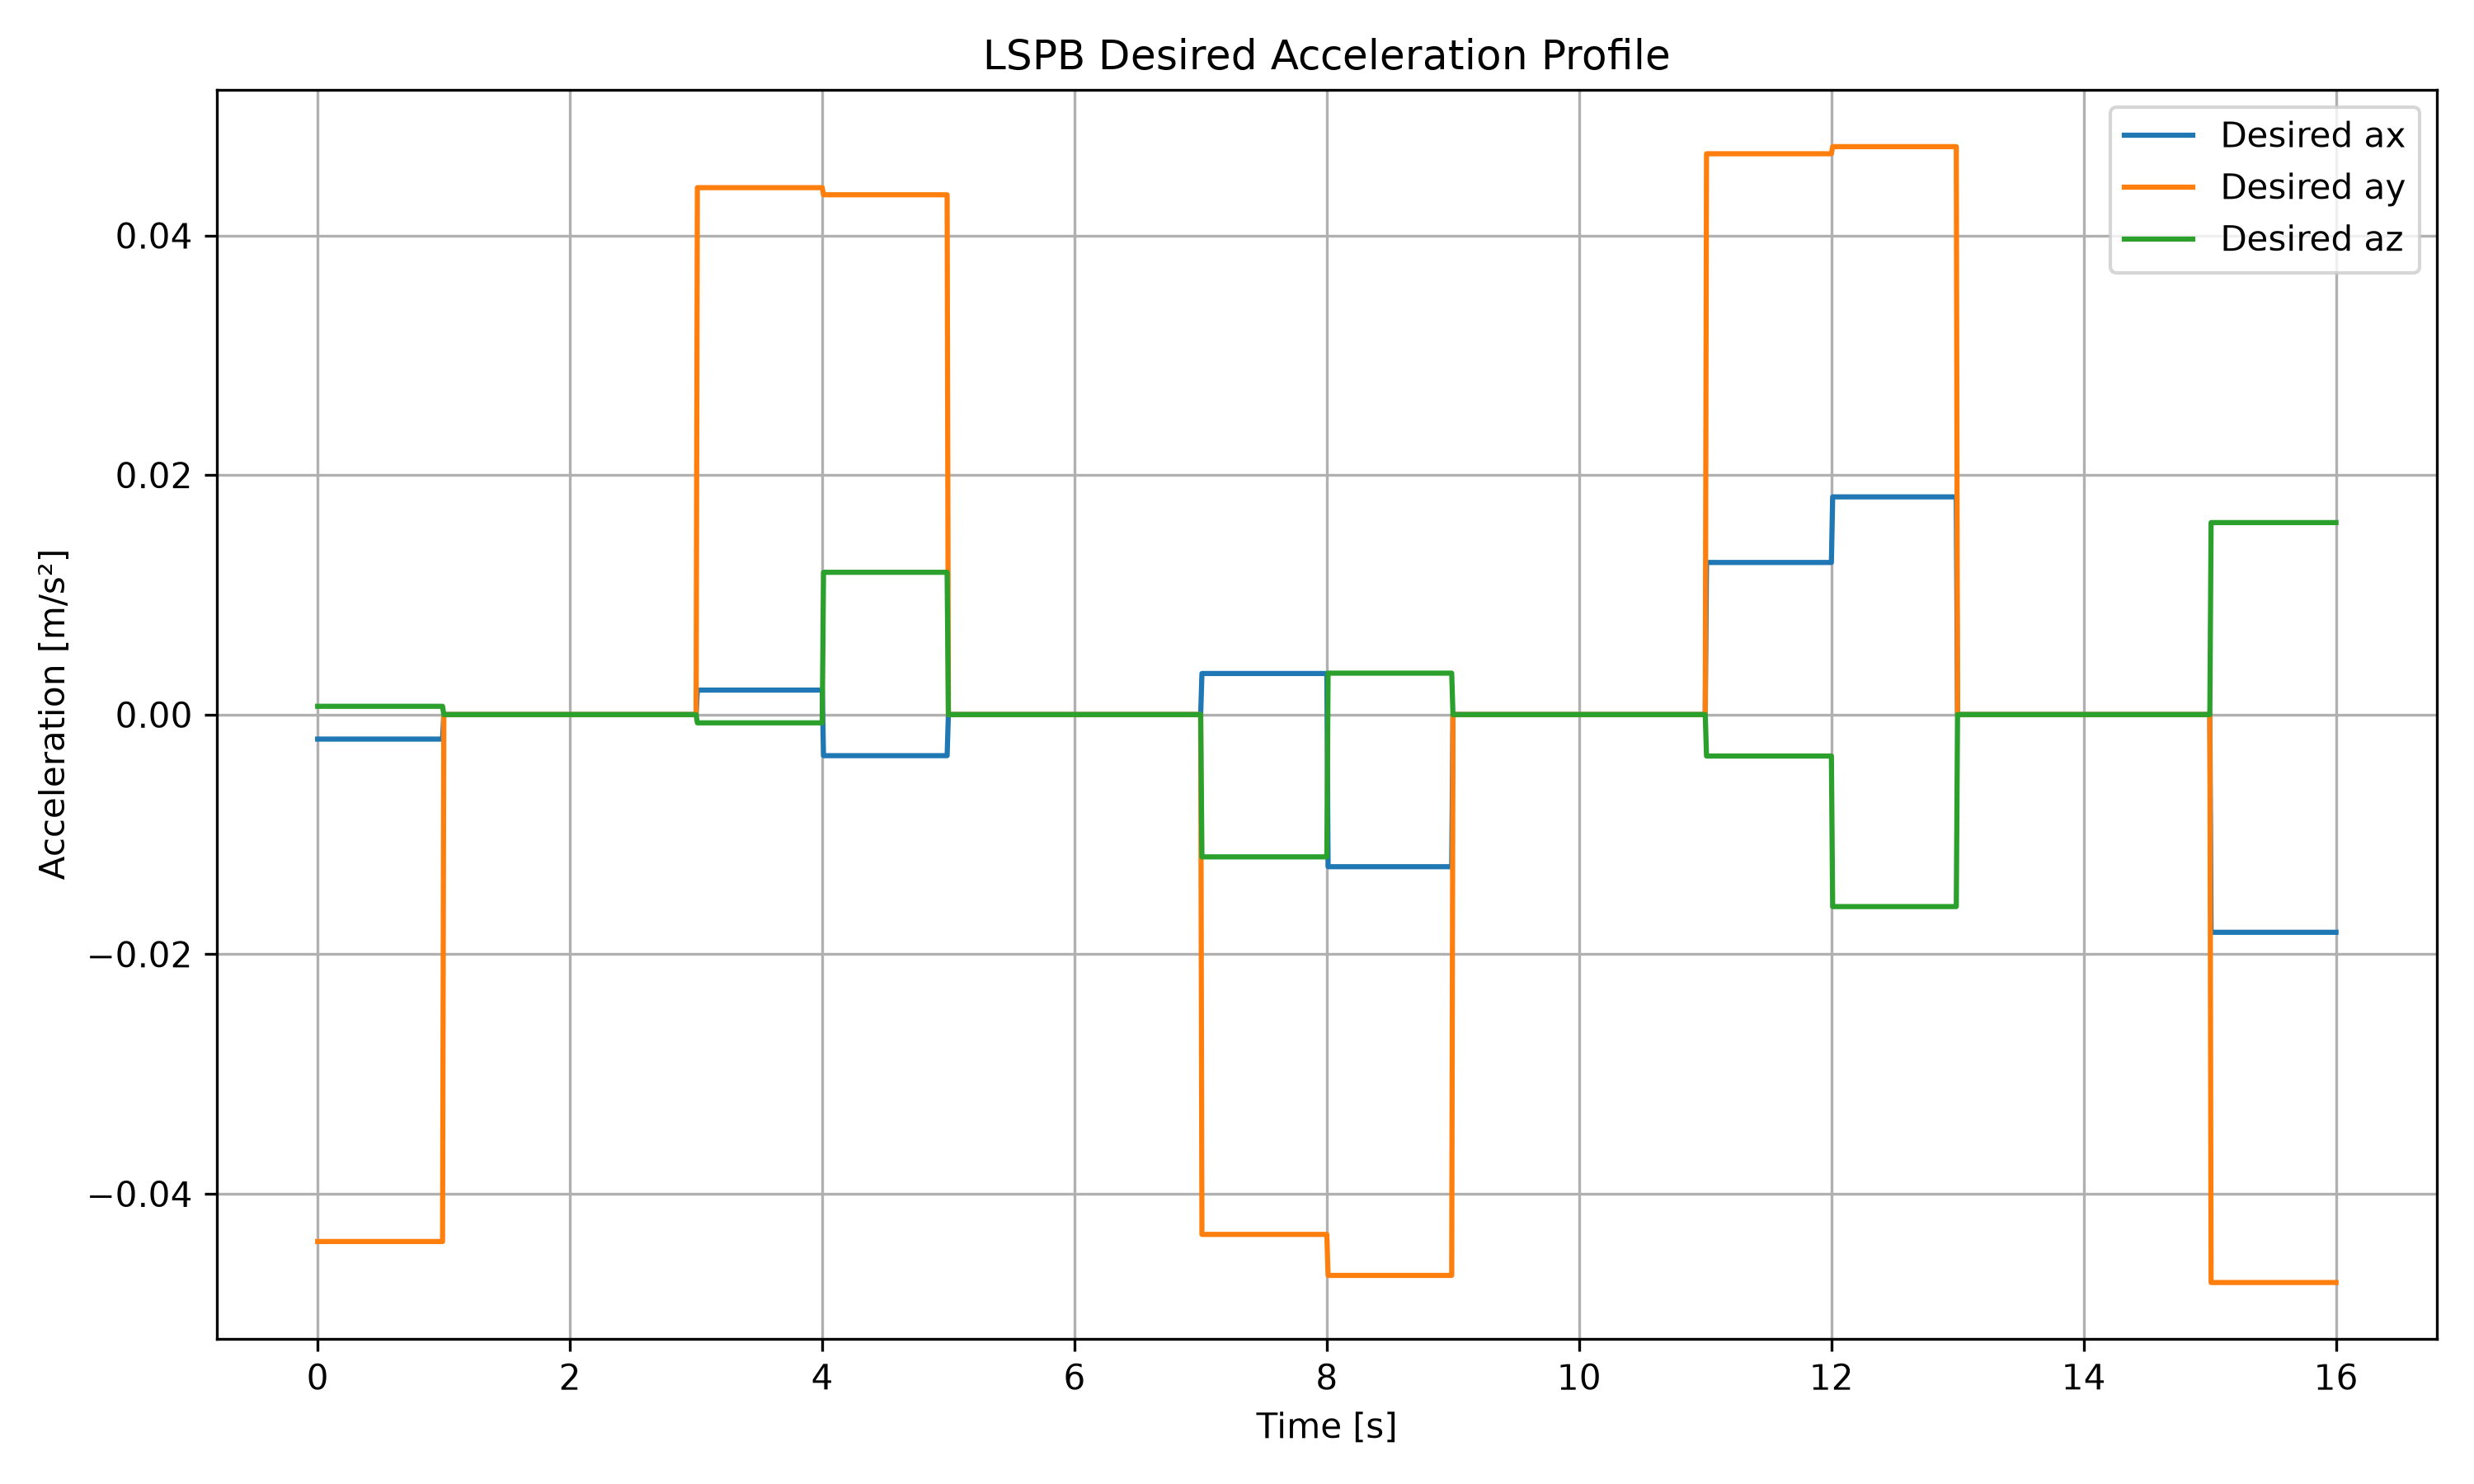 LSPB Desired Acceleration Profile
Desired ax
Desired ay
Desired az
Acceleration [m/s²]
0.04
0.02
0.00
−0.02
−0.04
0 2 4 6 8 10 12 14 16
Time [s]